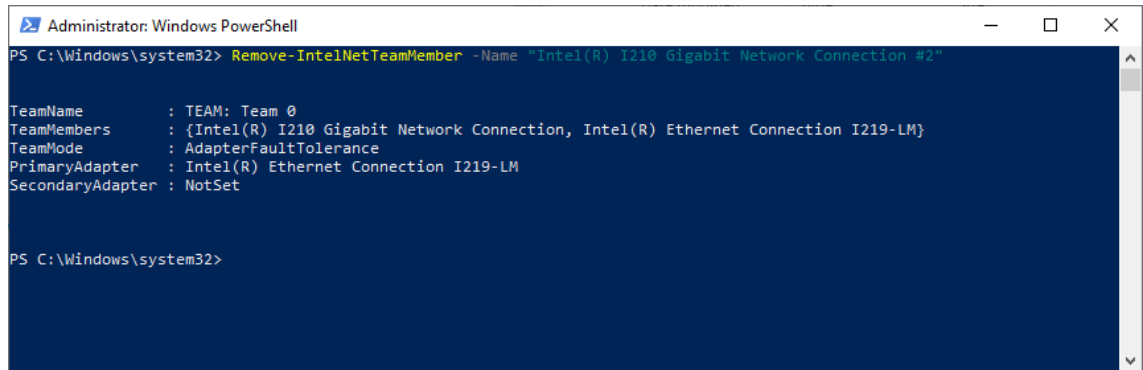 Administrator: Windows PowerShell
PS C:\Windows\system32> Remove-IntelNetTeamMember -Name "Intel(R) I210 Gigabit Network Connection #2"
TeamName : TEAM: Team 0
TeamMembers : {Intel(R) I210 Gigabit Network Connection, Intel(R) Ethernet Connection I219-LM}
TeamMode : AdapterFaultTolerance
PrimaryAdapter : Intel(R) Ethernet Connection I219-LM
SecondaryAdapter : NotSet
PS C:\Windows\system32>